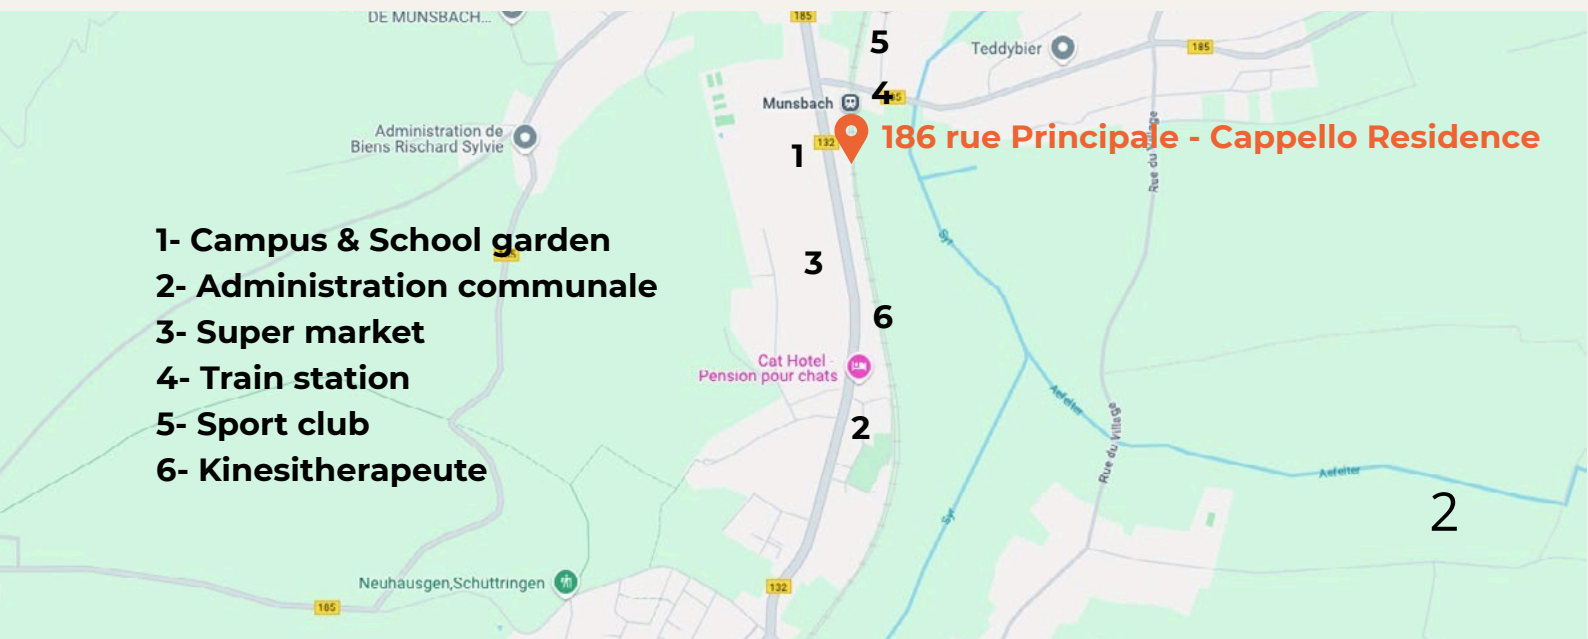 DE MUNSBACH...
185
5
Teddybier
185
4
Munsbach
Administration de
Biens Rischard Sylvie
132
186 rue Principale - Cappello Residence
1
Rue du Village
1- Campus & School garden
2- Administration communale
3- Super market
4- Train station
5- Sport club
6- Kinesitherapeute
Syr
3
6
Cat Hotel -
Pension pour chats
Aefelter
2
Rue du Village
Aefelter
2
Syr
Neuhausgen,Schuttringen
132
185